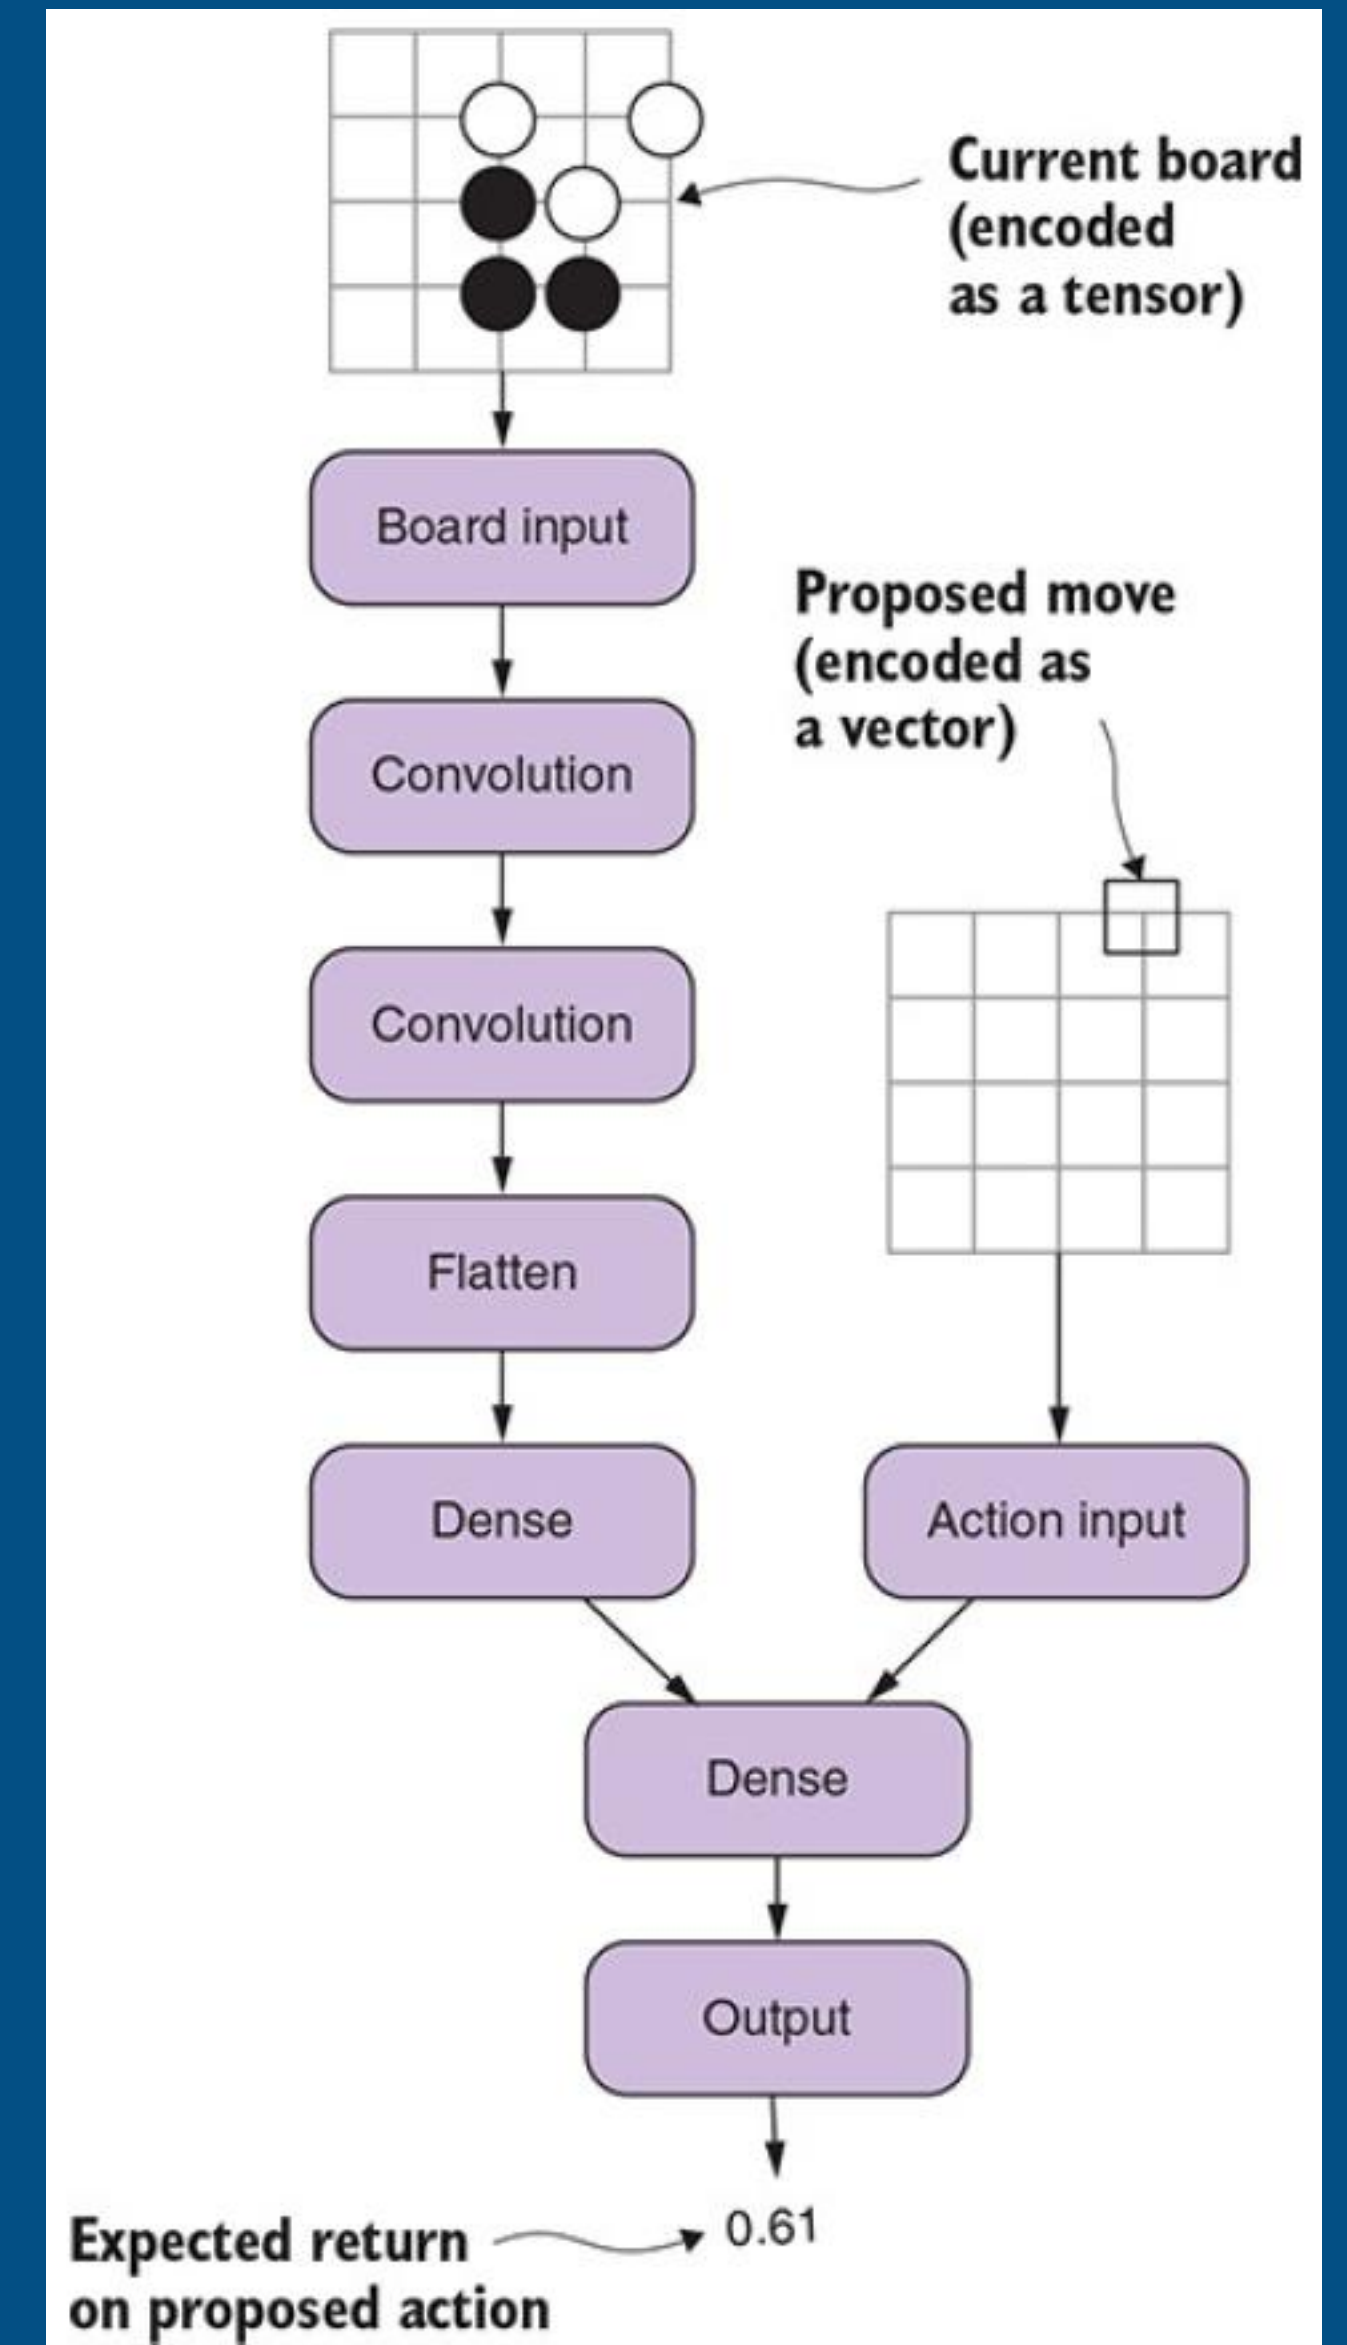 Current board
(encoded
as a tensor)
Board input
Proposed move
(encoded as
a vector)
Convolution
Convolution
Flatten
Dense
Action input
Dense
Output
0.61
Expected return
on proposed action